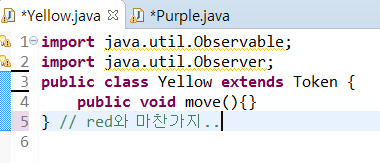 *Yellow.java
*Purple.java
1 import java.util.Observable;
2 import java.util.Observer;
3 public class Yellow extends Token {
4     public void move(){}
5 } // red와 마찬가지..
6